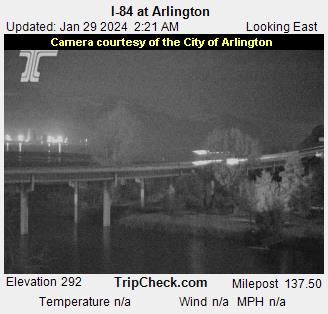 I-84 at Arlington
Updated: Jan 29 2024 2:21 AM Looking East
Camera courtesy of the City of Arlington
Elevation 292 TripCheck.com Milepost 137.50
Temperature n/a Wind n/a MPH n/a